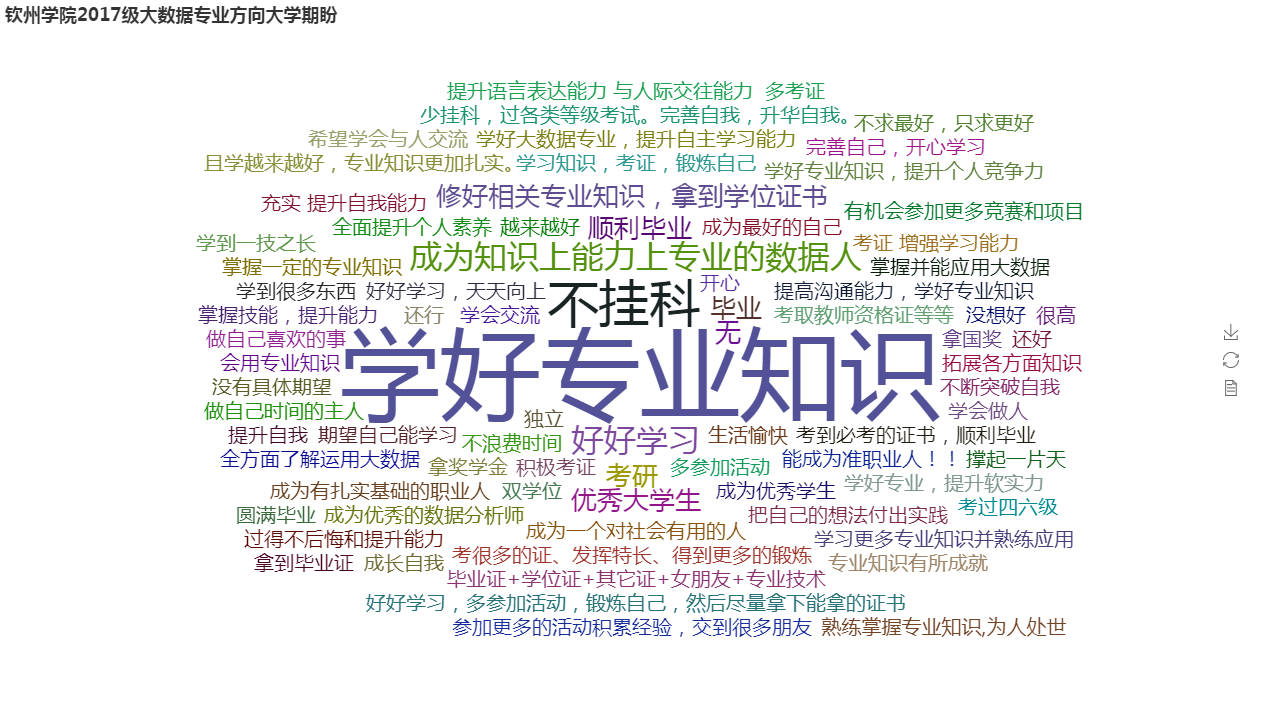 钦州学院2017级大数据专业方向大学期盼
提升语言表达能力 与人际交往能力 多考证
少挂科，过各类等级考试。完善自我，升华自我。
不求最好，只求更好
希望学会与人交流 学好大数据专业，提升自主学习能力 完善自己，开心学习
且学越来越好，专业知识更加扎实。 学习知识，考证，锻炼自己 学好专业知识，提升个人竞争力
充实 提升自我能力 修好相关专业知识，拿到学位证书 有机会参加更多竞赛和项目
全面提升个人素养 越来越好 顺利毕业 成为最好的自己
学到一技之长 成为知识上能力上专业的数据人 考证 增强学习能力
掌握一定的专业知识 掌握并能应用大数据
学到很多东西 好好学习，天天向上 不挂科 开心 提高沟通能力，学好专业知识
掌握技能，提升能力 还行 学会交流 毕业 考取教师资格证等等 没想好 很高
做自己喜欢的事 无 拿国奖 还好
会用专业知识 学好专业知识 拓展各方面知识
没有具体期望 不断突破自我
做自己时间的主人 独立 学会做人
提升自我 期望自己能学习 不浪费时间 好好学习 生活愉快 考到必考的证书，顺利毕业
全方面了解运用大数据 拿奖学金 积极考证 考研 多参加活动 能成为准职业人！！ 撑起一片天
成为有扎实基础的职业人 双学位 优秀大学生 成为优秀学生 学好专业，提升软实力
圆满毕业 成为优秀的数据分析师 把自己的想法付出实践 考过四六级
过得不后悔和提升能力 成为一个对社会有用的人 学习更多专业知识并熟练应用
拿到毕业证 成长自我 考很多的证、发挥特长、得到更多的锻炼 专业知识有所成就
毕业证+学位证+其它证+女朋友+专业技术
好好学习，多参加活动，锻炼自己，然后尽量拿下能拿的证书
参加更多的活动积累经验，交到很多朋友 熟练掌握专业知识,为人处世